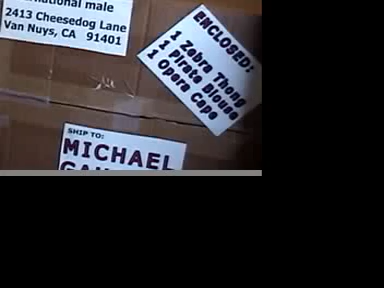 male
2413 Cheesedog Lane
Van Nuys, CA 91401
ENCLOSED:
1 Zebra Thong
1 Pirate Blouse
1 Opera Cape
SHIP TO:
MICHAEL